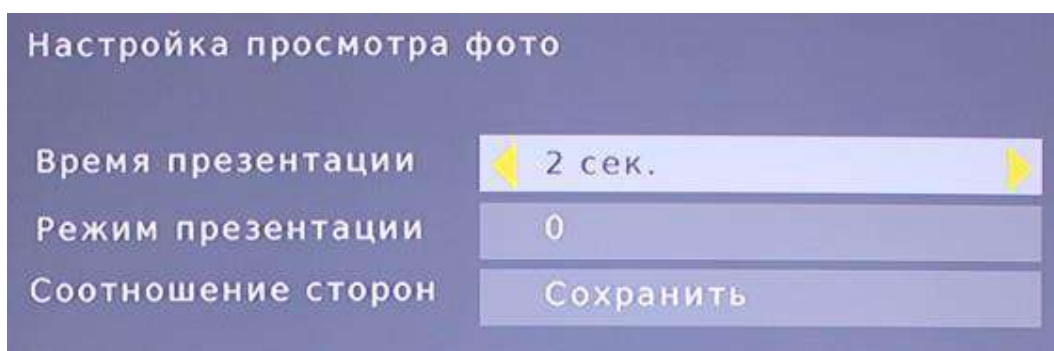 Настройка просмотра фото
Время презентации 2 сек.
Режим презентации 0
Соотношение сторон Сохранить